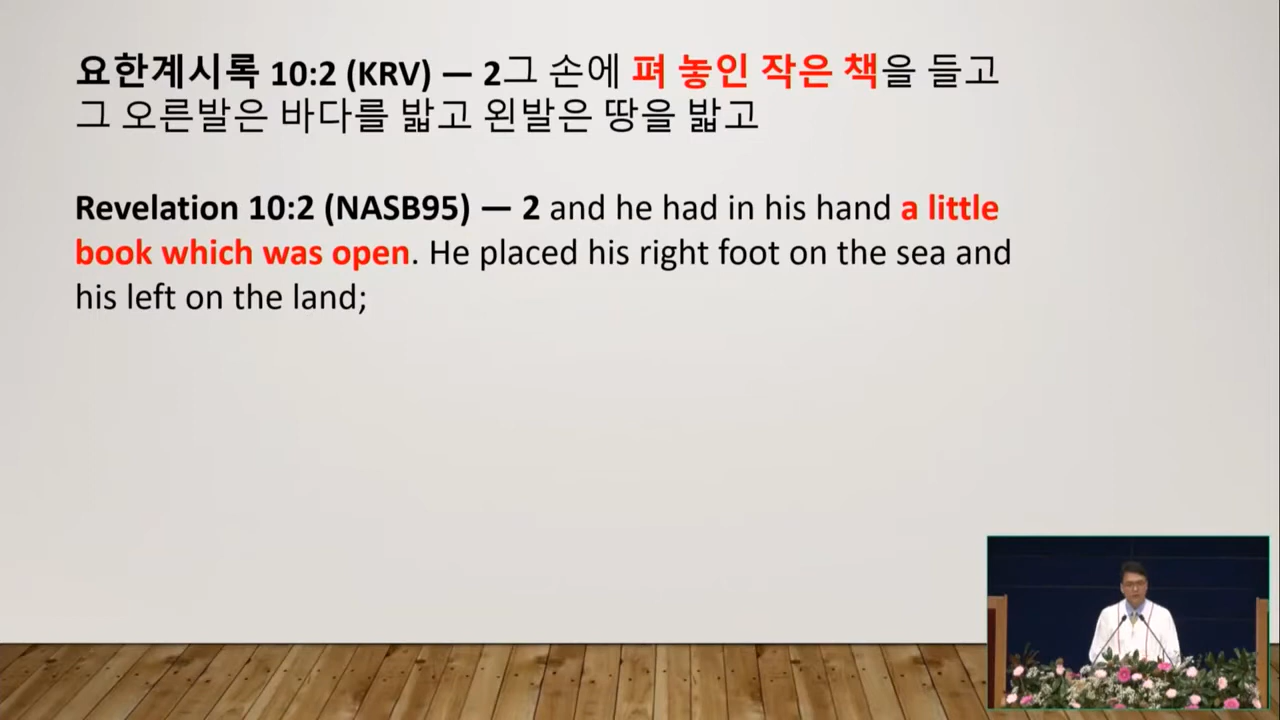 요한계시록 10:2 (KRV) — 2그 손에 펴 놓인 작은 책을 들고
그 오른발은 바다를 밟고 왼발은 땅을 밟고
Revelation 10:2 (NASB95) — 2 and he had in his hand a little
book which was open. He placed his right foot on the sea and
his left on the land;